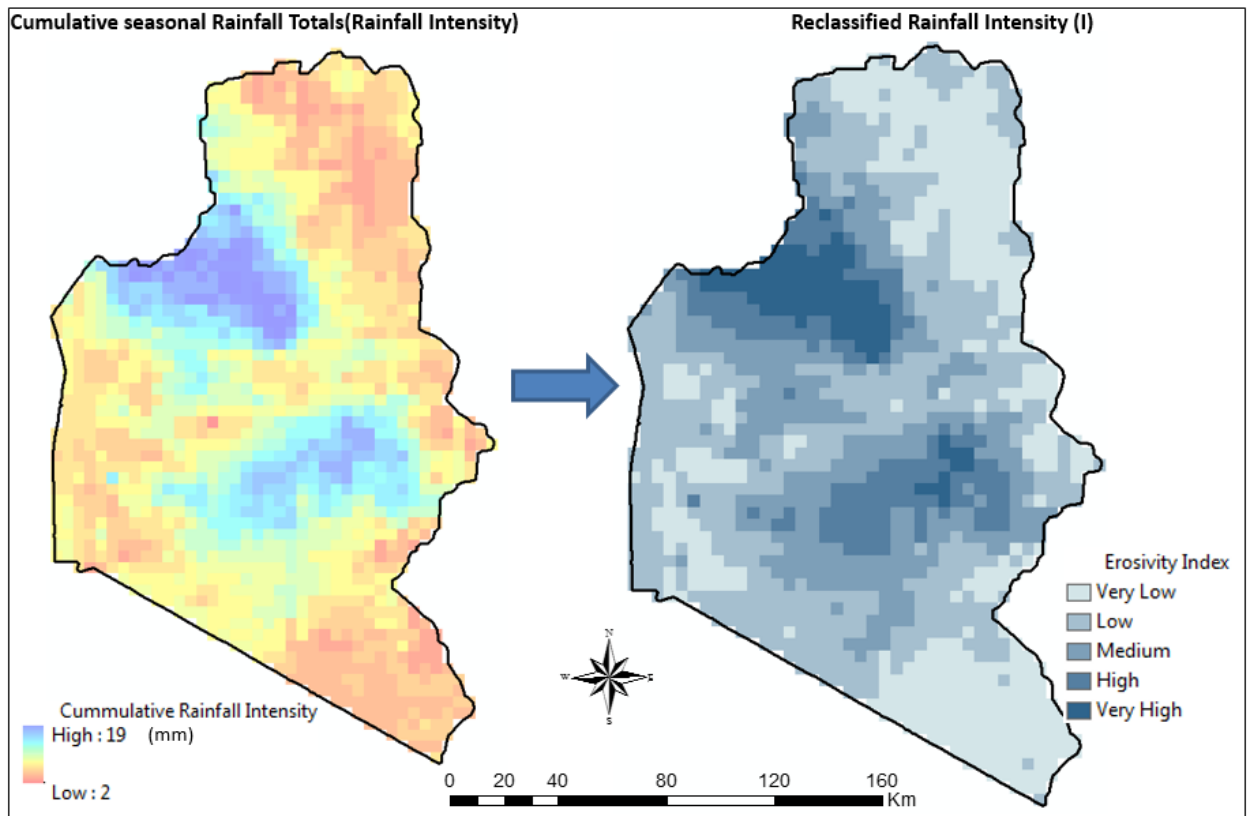 Cumulative seasonal Rainfall Totals(Rainfall Intensity)
Reclassified Rainfall Intensity (I)
Erosivity Index
Very Low
Low
Medium
High
Very High
N
W
E
S
Cummulative Rainfall Intensity
High : 19 (mm)
Low : 2
0 20 40 80 120 160
Km